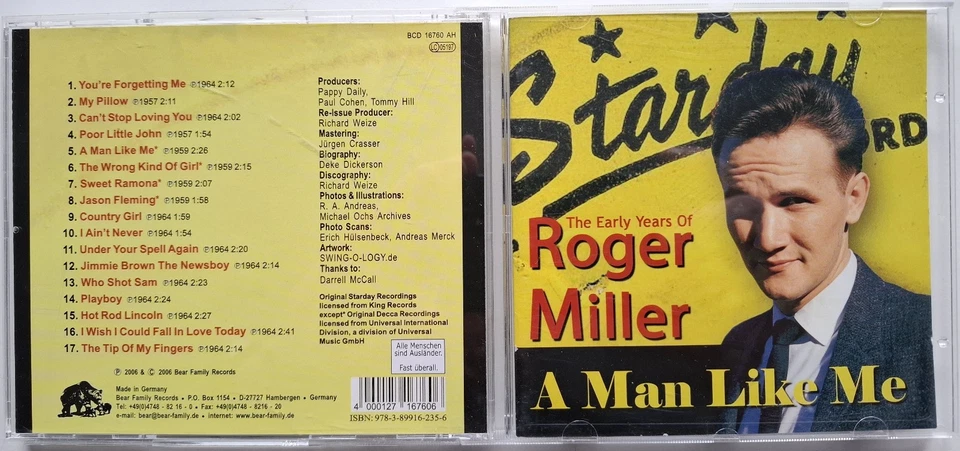 BCD 16760 AH
LC 05197
1. You're Forgetting Me ℗1964 2:12
2. My Pillow ℗1957 2:11
3. Can't Stop Loving You ℗1964 2:02
4. Poor Little John ℗1957 1:54
5. A Man Like Me* ℗1959 2:26
6. The Wrong Kind Of Girl* ℗1959 2:15
7. Sweet Ramona* ℗1959 2:07
8. Jason Fleming* ℗1959 1:58
9. Country Girl ℗1964 1:59
10. I Ain't Never ℗1964 1:54
11. Under Your Spell Again ℗1964 2:20
12. Jimmie Brown The Newsboy ℗1964 2:14
13. Who Shot Sam ℗1964 2:23
14. Playboy ℗1964 2:24
15. Hot Rod Lincoln ℗1964 2:27
16. I Wish I Could Fall In Love Today ℗1964 2:41
17. The Tip Of My Fingers ℗1964 2:14
Producers:
Pappy Daily,
Paul Cohen, Tommy Hill
Re-Issue Producer:
Richard Weize
Mastering:
Jürgen Crasser
Biography:
Deke Dickerson
Discography:
Richard Weize
Photos & Illustrations:
R. A. Andreas,
Michael Ochs Archives
Photo Scans:
Erich Hülsenbeck, Andreas Merck
Artwork:
SWING-O-LOGY.de
Thanks to:
Darrell McCall
Original Starday Recordings
licensed from King Records
except* Original Decca Recordings
licensed from Universal International
Division, a division of Universal
Music GmbH
Alle Menschen
sind Ausländer.
Fast überall.
℗ 2006 & © 2006 Bear Family Records
Made in Germany
Bear Family Records • P.O. Box 1154 • D-27727 Hambergen • Germany
Tel: +49(0)4748 - 82 16 - 0 • Fax: +49(0)4748 - 8216 - 20
e-mail: bear@bear-family.de • internet: www.bear-family.de
4 000127 167606
ISBN: 978-3-89916-235-6
Starday
RD
The Early Years Of
Roger
Miller
A Man Like Me